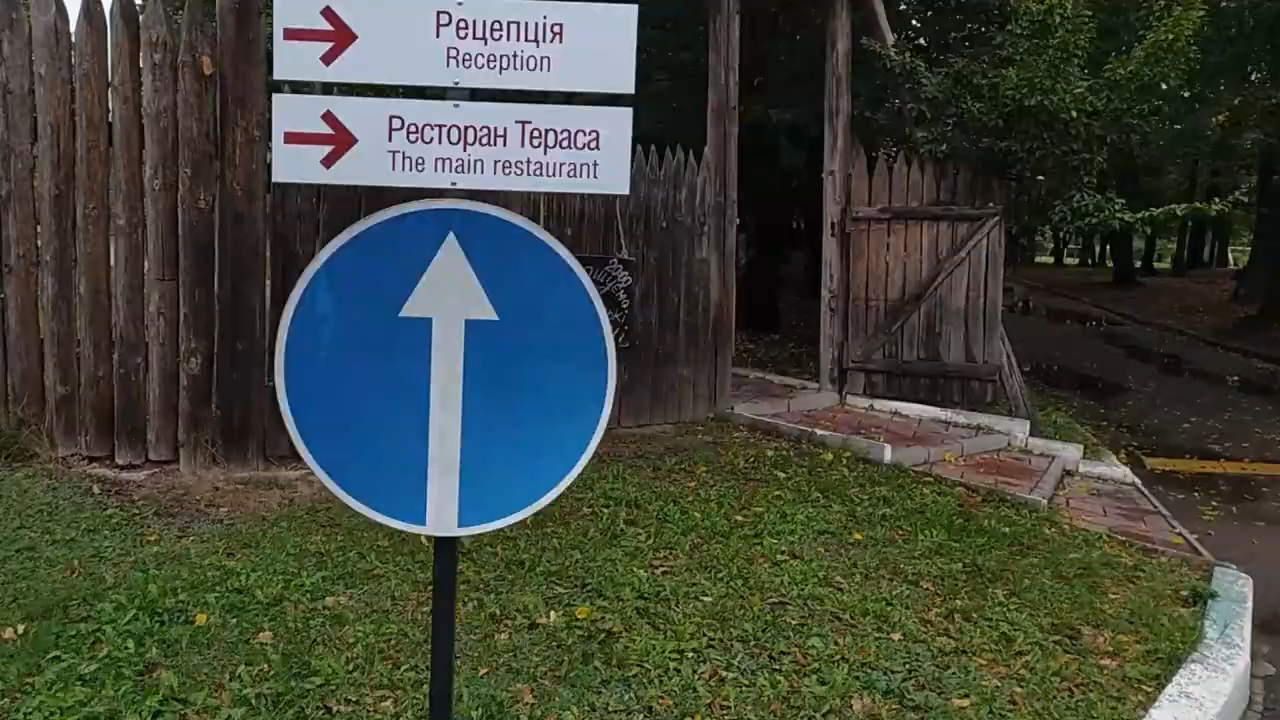 Рецепція
Reception
Ресторан Тераса
The main restaurant